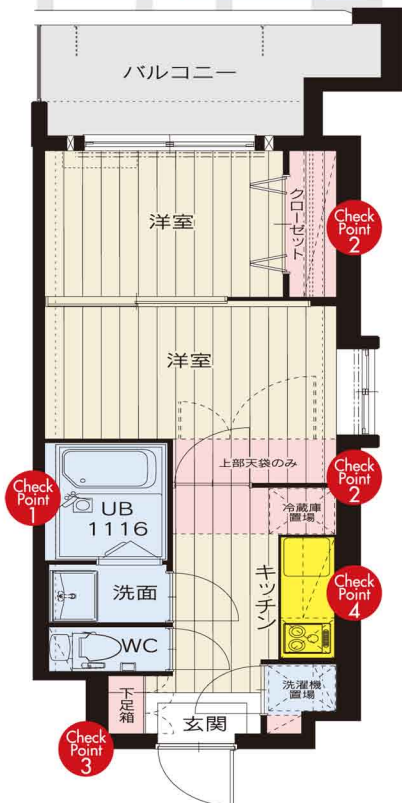 バルコニー
洋室
クローゼット
Check
Point
2
洋室
上部天袋のみ
Check
Point
2
Check
Point
1
UB
1116
冷蔵庫
置場
キッチン
Check
Point
4
洗面
WC
洗濯機
置場
下足箱
玄関
Check
Point
3